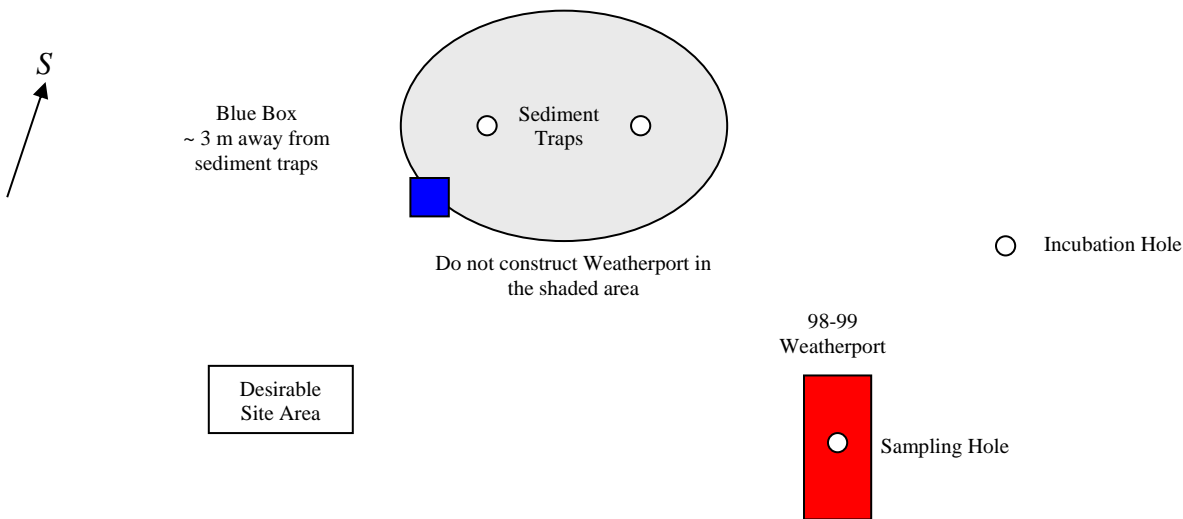 S
Blue Box
~ 3 m away from
sediment traps
Sediment
Traps
Do not construct Weatherport in
the shaded area
Incubation Hole
98-99
Weatherport
Desirable
Site Area
Sampling Hole